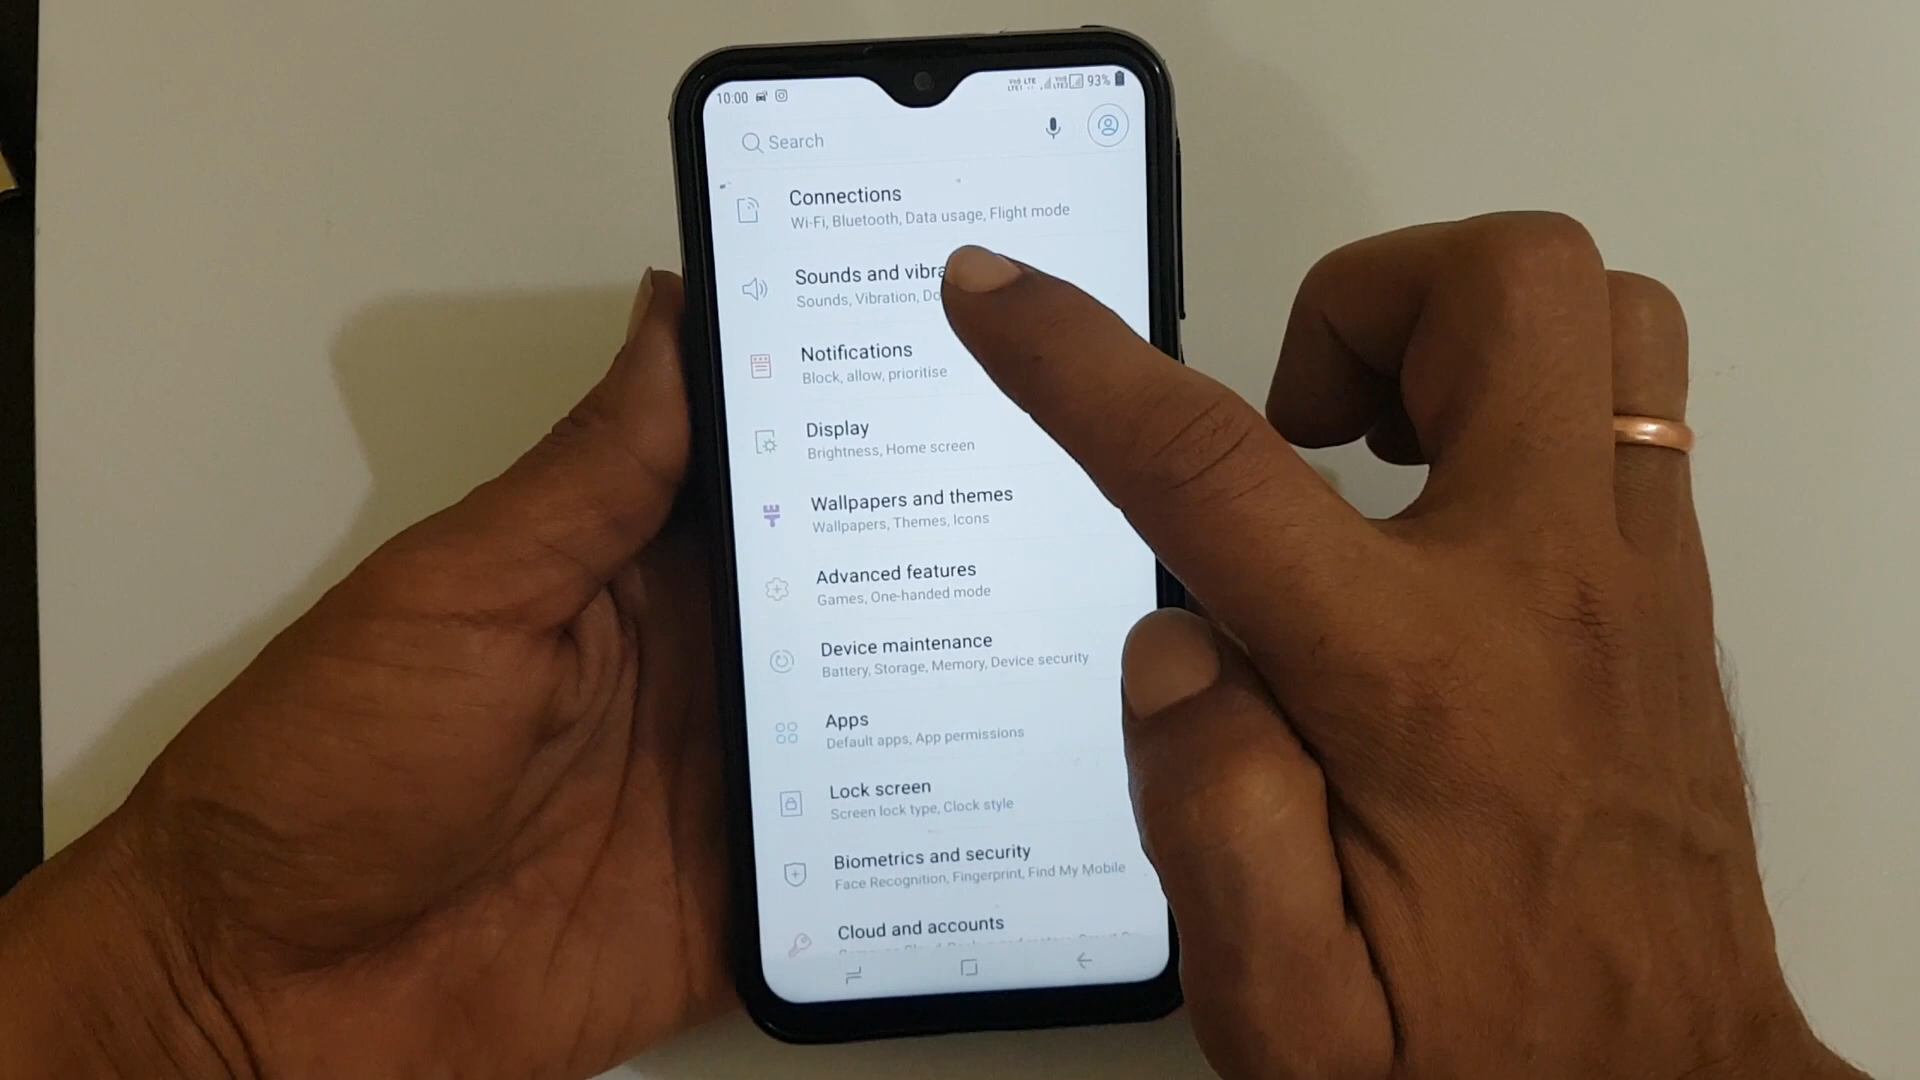 10:00 93%
Search
Connections
Wi-Fi, Bluetooth, Data usage, Flight mode
Sounds and vibra
Sounds, Vibration, Do
Notifications
Block, allow, prioritise
Display
Brightness, Home screen
Wallpapers and themes
Wallpapers, Themes, Icons
Advanced features
Games, One-handed mode
Device maintenance
Battery, Storage, Memory, Device security
Apps
Default apps, App permissions
Lock screen
Screen lock type, Clock style
Biometrics and security
Face Recognition, Fingerprint, Find My Mobile
Cloud and accounts